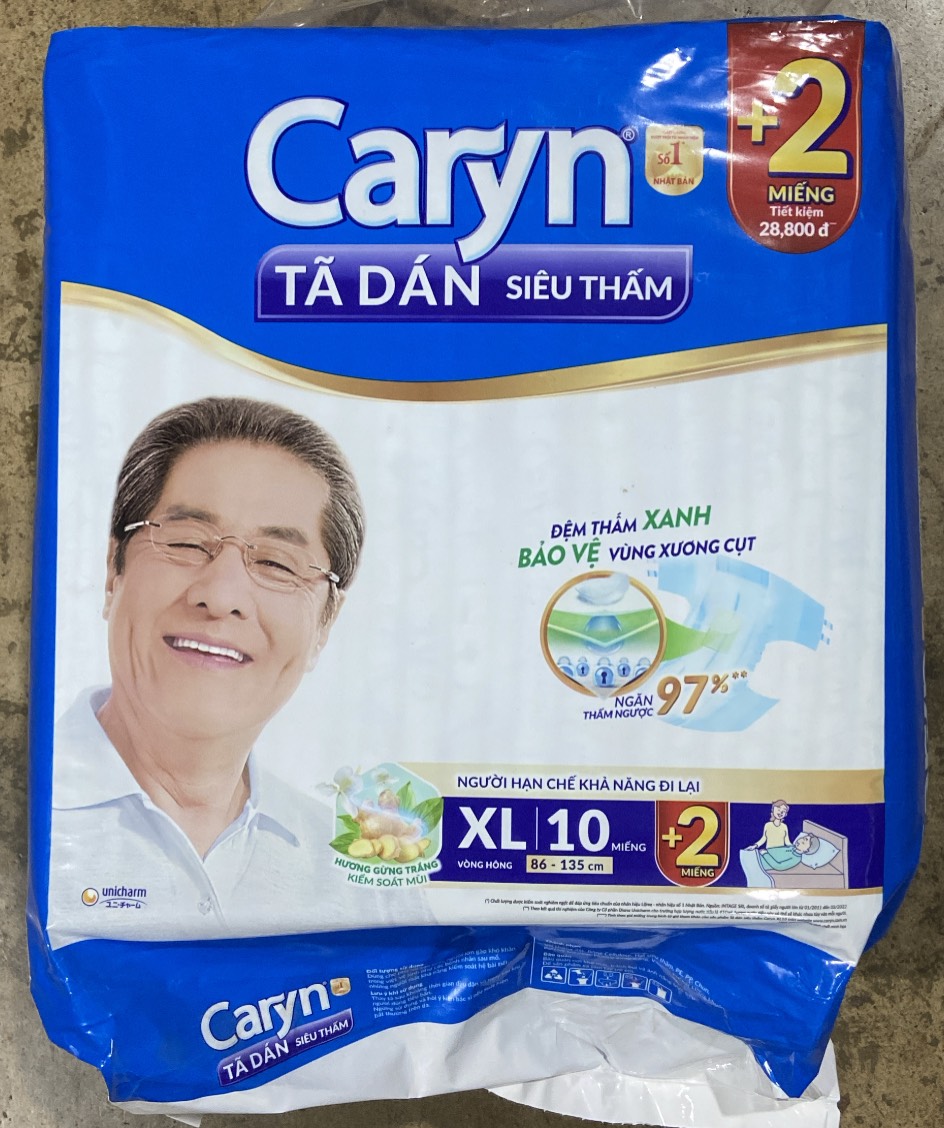 Caryn®
Số 1
NHẬT BẢN
+2
MIẾNG
Tiết kiệm
28,800 đ
TÃ DÁN SIÊU THẤM
ĐỆM THẤM XANH
BẢO VỆ VÙNG XƯƠNG CỤT
NGĂN
THẤM NGƯỢC 97%**
NGƯỜI HẠN CHẾ KHẢ NĂNG ĐI LẠI
XL 10 MIẾNG
+2
MIẾNG
VÒNG HÔNG 86 - 135 cm
HƯƠNG GỪNG TRẮNG
KIỂM SOÁT MÙI
unicharm
ユニ・チャーム
Caryn
TÃ DÁN SIÊU THẤM